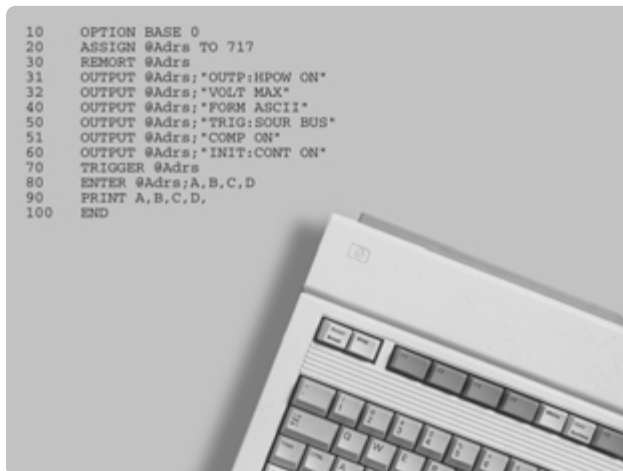 10 OPTION BASE 0
20 ASSIGN @Adrs TO 717
30 REMORT @Adrs
31 OUTPUT @Adrs;"OUTP:HPOW ON"
32 OUTPUT @Adrs;"VOLT MAX"
40 OUTPUT @Adrs;"FORM ASCII"
50 OUTPUT @Adrs;"TRIG:SOUR BUS"
51 OUTPUT @Adrs;"COMP ON"
60 OUTPUT @Adrs;"INIT:CONT ON"
70 TRIGGER @Adrs
80 ENTER @Adrs;A,B,C,D
90 PRINT A,B,C,D,
100 END
Q W E
A